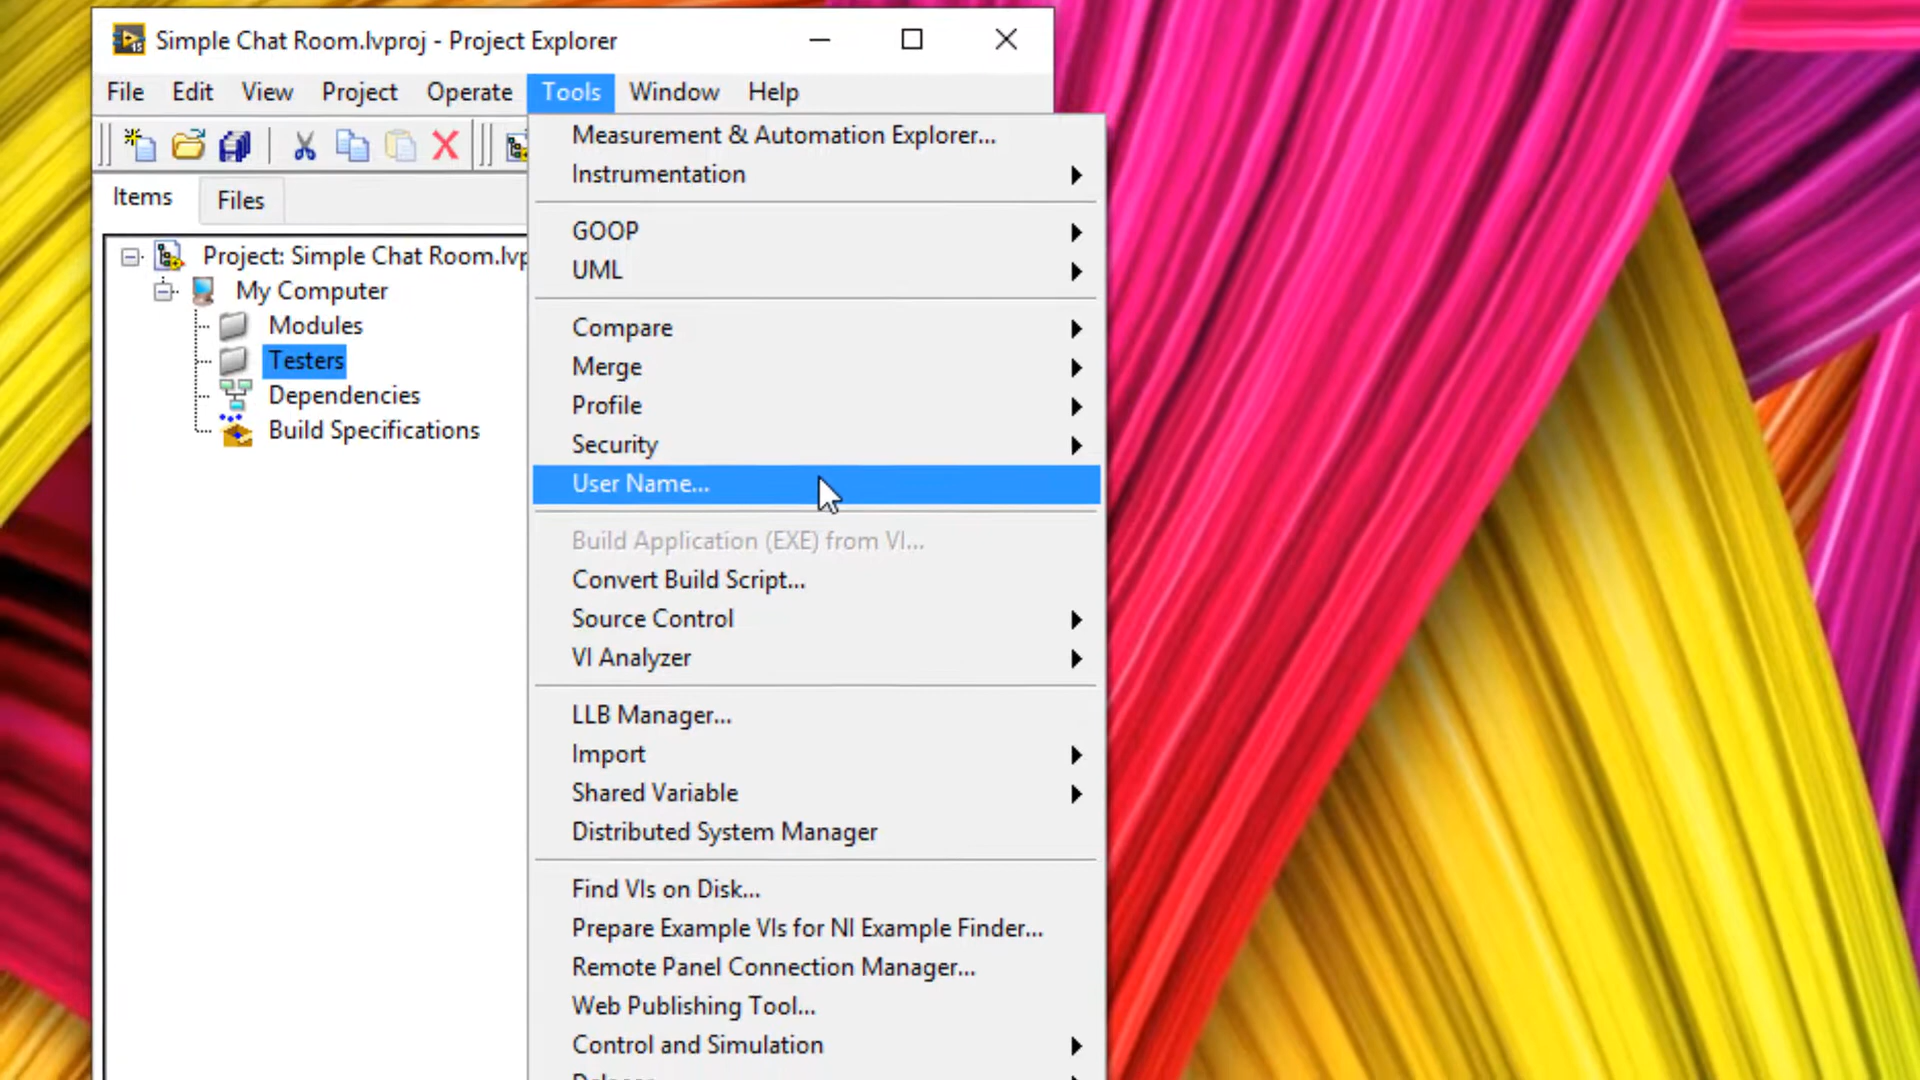 Simple Chat Room.lvproj - Project Explorer
File Edit View Project Operate Tools Window Help
Items Files
Project: Simple Chat Room.lvp
My Computer
Modules
Testers
Dependencies
Build Specifications
Measurement & Automation Explorer...
Instrumentation
GOOP
UML
Compare
Merge
Profile
Security
User Name...
Build Application (EXE) from VI...
Convert Build Script...
Source Control
VI Analyzer
LLB Manager...
Import
Shared Variable
Distributed System Manager
Find VIs on Disk...
Prepare Example VIs for NI Example Finder...
Remote Panel Connection Manager...
Web Publishing Tool...
Control and Simulation